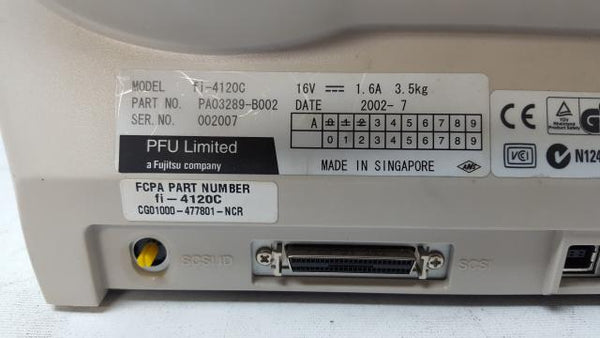 MODEL fi-4120C 16V 1.6A 3.5kg
PART NO. PA03289-B002 DATE 2002-7
SER.NO. 002007
A 3 4 5 6 7 8 9
0 1 2 3 4 5 6 7 8 9
PFU Limited
a Fujitsu company
MADE IN SINGAPORE
CE
TÜV
VCI
N124
FCPA PART NUMBER
fi-4120C
CG01000-477801-NCR
SCSI ID
SCSI